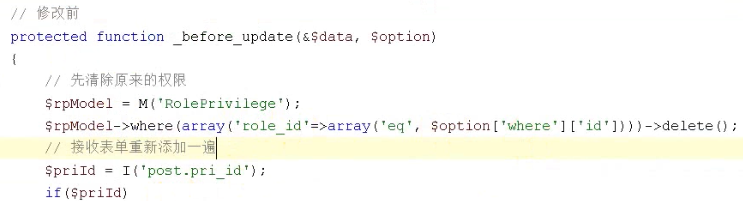 // 修改前
protected function _before_update(&$data, $option)
{
// 先清除原来的权限
$rpModel = M('RolePrivilege');
$rpModel->where(array('role_id'=>array('eq', $option['where']['id'])))->delete();
// 接收表单重新添加一遍
$priId = I('post.pri_id');
if($priId)